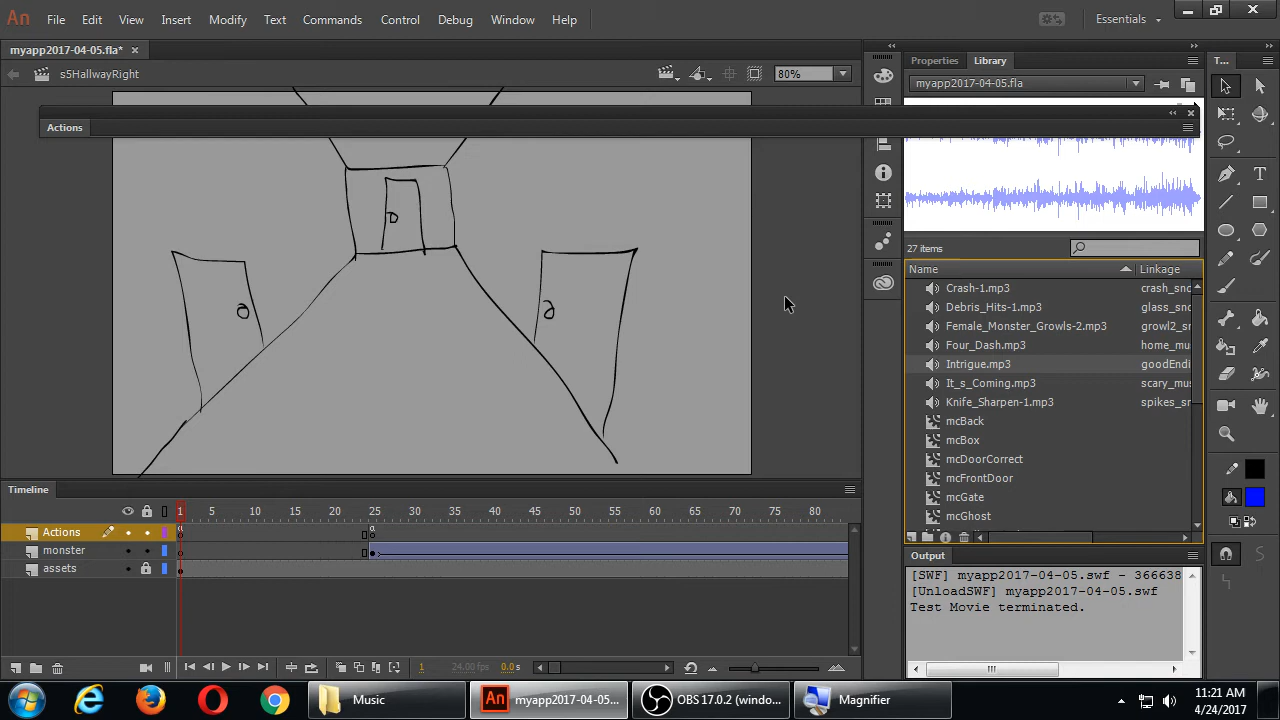 An File Edit View Insert Modify Text Commands Control Debug Window Help Essentials
myapp2017-04-05.fla* Properties Library T...
s5HallwayRight 80% myapp2017-04-05.fla
Actions
27 items
Name Linkage
Crash-1.mp3 crash_snd
Debris_Hits-1.mp3 glass_sn
Female_Monster_Growls-2.mp3 growl2_sn
Four_Dash.mp3 home_mus
Intrigue.mp3 goodEndi
It_s_Coming.mp3 scary_mus
Knife_Sharpen-1.mp3 spikes_sn
mcBack
mcBox
mcDoorCorrect
mcFrontDoor
mcGate
mcGhost
Timeline
1 5 10 15 20 25 30 35 40 45 50 55 60 65 70 75 80
Actions
monster
assets
1 24.00 fps 0.0s
Output
[SWF] myapp2017-04-05.swf - 366638
[UnloadSWF] myapp2017-04-05.swf
Test Movie terminated.
Music An myapp2017-04-05... OBS 17.0.2 (windo... Magnifier
11:21 AM
4/24/2017